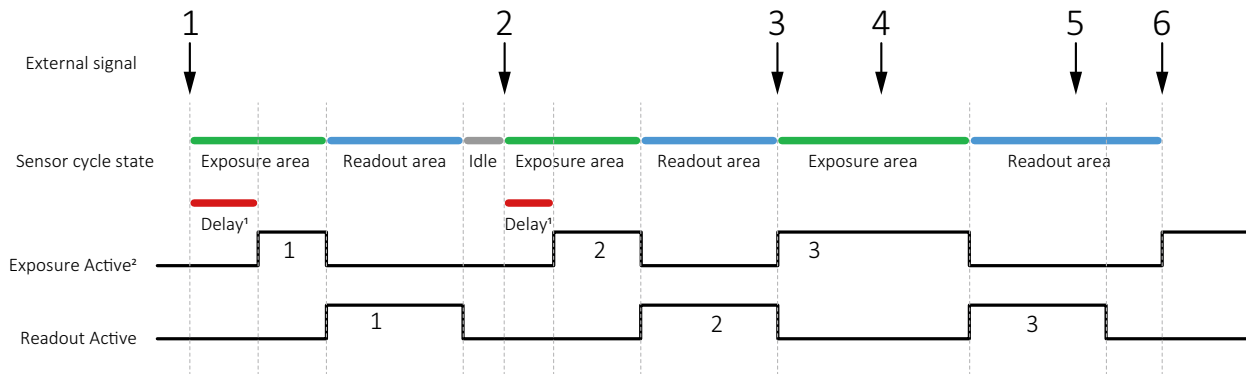 1 2 3 4 5 6
External signal
Sensor cycle state
Exposure area Readout area Idle Exposure area Readout area Exposure area Readout area
Delay¹ Delay¹
Exposure Active² 1 2 3
Readout Active 1 2 3